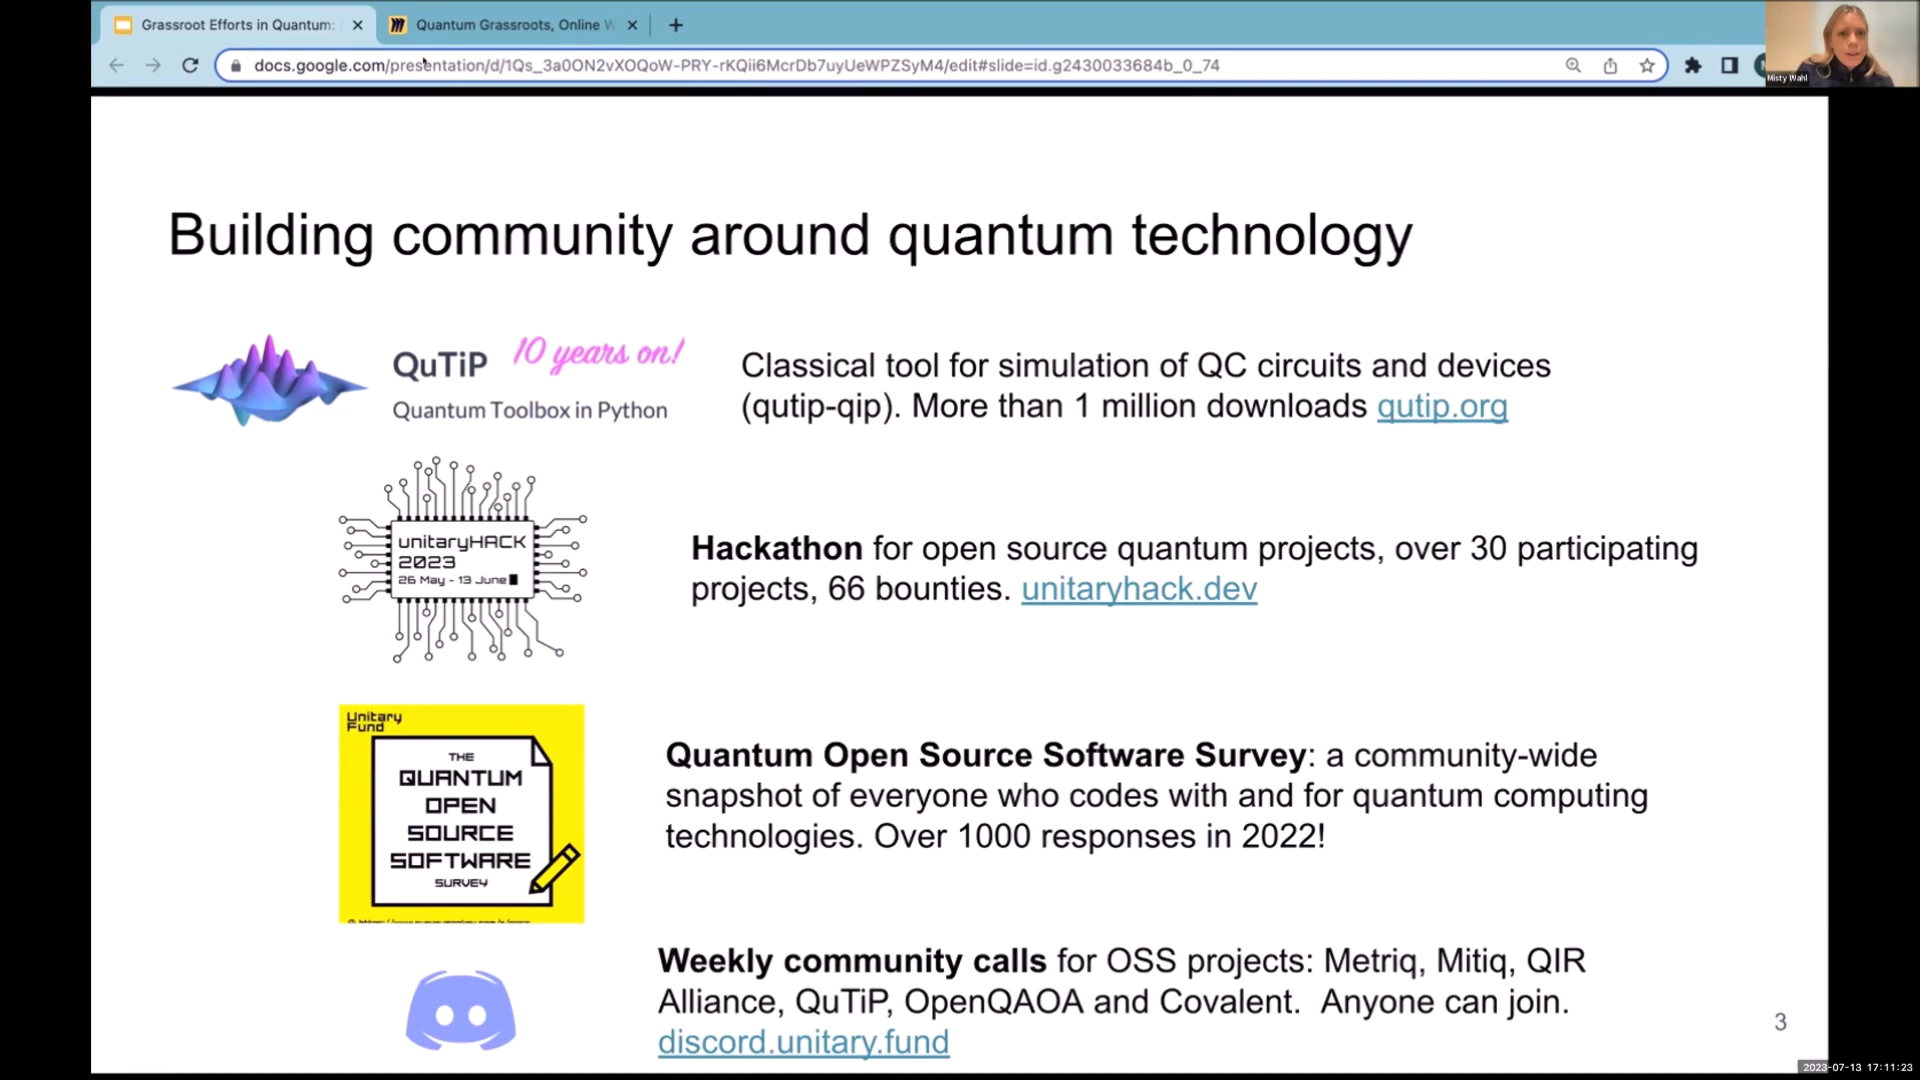 Grassroot Efforts in Quantum:
Quantum Grassroots, Online W
docs.google.com/presentation/d/1Qs_3a0ON2vXOQoW-PRY-rKQii6McrDb7uyUeWPZSyM4/edit#slide=id.g2430033684b_0_74
Misty Wahl
Building community around quantum technology
QuTiP 10 years on!
Quantum Toolbox in Python
Classical tool for simulation of QC circuits and devices
(qutip-qip). More than 1 million downloads qutip.org
unitaryHACK
2023
26 May - 13 June
Hackathon for open source quantum projects, over 30 participating
projects, 66 bounties. unitaryhack.dev
Unitary
Fund
THE
QUANTUM
OPEN
SOURCE
SOFTWARE
SURVEY
Quantum Open Source Software Survey: a community-wide
snapshot of everyone who codes with and for quantum computing
technologies. Over 1000 responses in 2022!
Weekly community calls for OSS projects: Metriq, Mitiq, QIR
Alliance, QuTiP, OpenQAOA and Covalent. Anyone can join.
discord.unitary.fund
3
2023-07-13 17:11:23